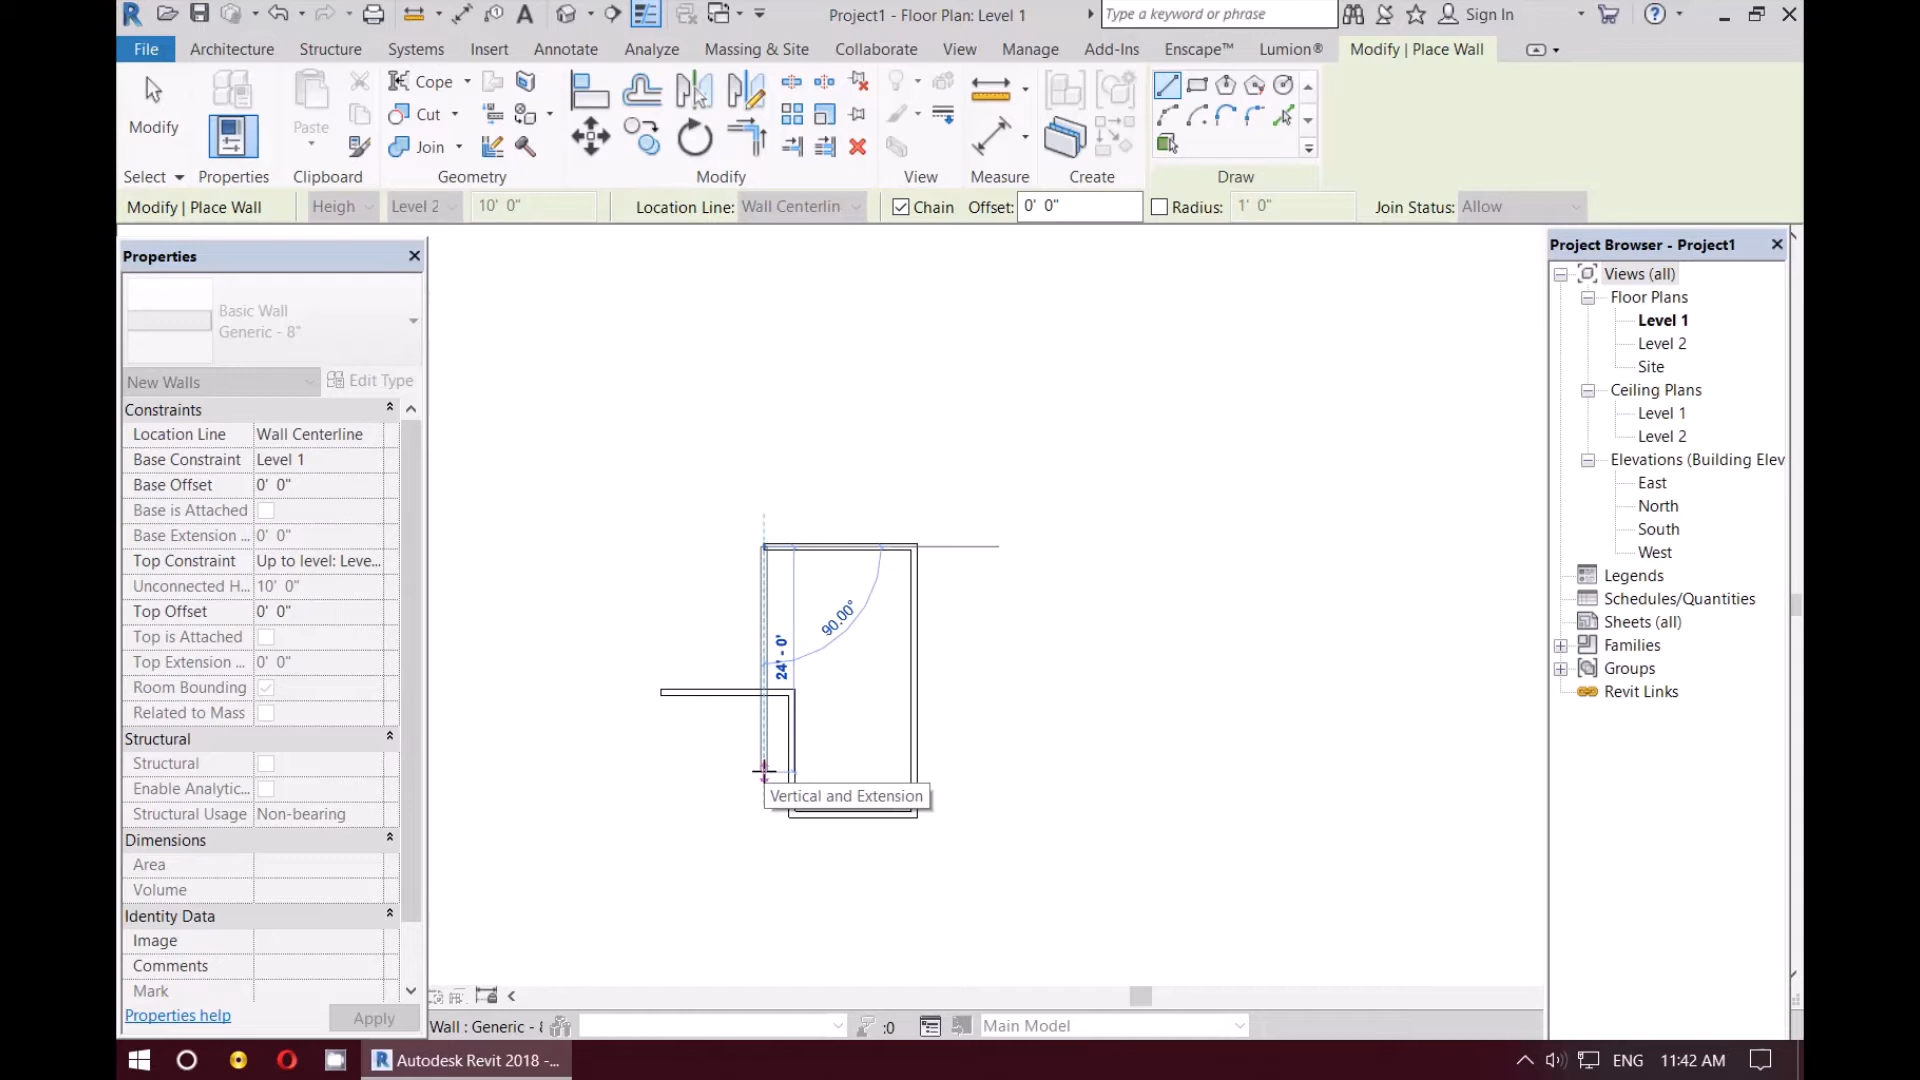 Project1 - Floor Plan: Level 1
Type a keyword or phrase
Sign In
File Architecture Structure Systems Insert Annotate Analyze Massing & Site Collaborate View Manage Add-Ins Enscape™ Lumion® Modify | Place Wall
Modify
Paste
Cope
Cut
Join
Select Properties Clipboard Geometry Modify View Measure Create Draw
Modify | Place Wall Heigh Level 2 10' 0" Location Line: Wall Centerlin Chain Offset: 0' 0" Radius: 1' 0" Join Status: Allow
Properties
Basic Wall
Generic - 8"
New Walls Edit Type
Constraints
Location Line Wall Centerline
Base Constraint Level 1
Base Offset 0' 0"
Base is Attached
Base Extension ... 0' 0"
Top Constraint Up to level: Leve...
Unconnected H... 10' 0"
Top Offset 0' 0"
Top is Attached
Top Extension ... 0' 0"
Room Bounding
Related to Mass
Structural
Structural
Enable Analytic...
Structural Usage Non-bearing
Dimensions
Area
Volume
Identity Data
Image
Comments
Mark
Properties help Apply
90.00°
24' - 0'
Vertical and Extension
Project Browser - Project1
Views (all)
Floor Plans
Level 1
Level 2
Site
Ceiling Plans
Level 1
Level 2
Elevations (Building Elev
East
North
South
West
Legends
Schedules/Quantities
Sheets (all)
Families
Groups
Revit Links
Wall : Generic - 8 :0 Main Model
Autodesk Revit 2018 -... ENG 11:42 AM